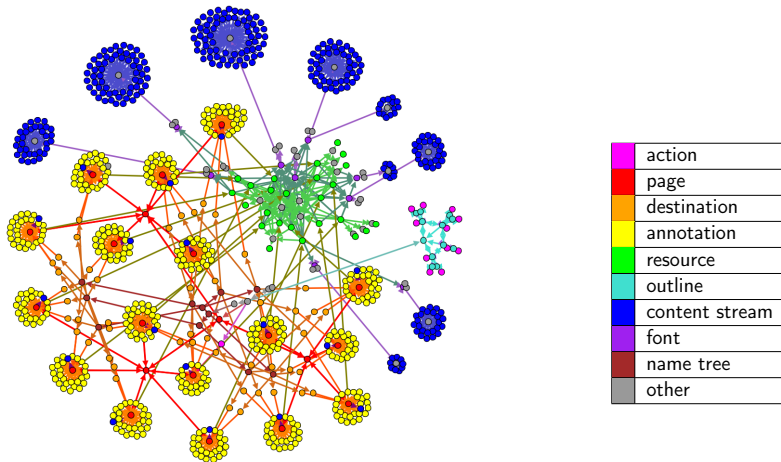 action
page
destination
annotation
resource
outline
content stream
font
name tree
other